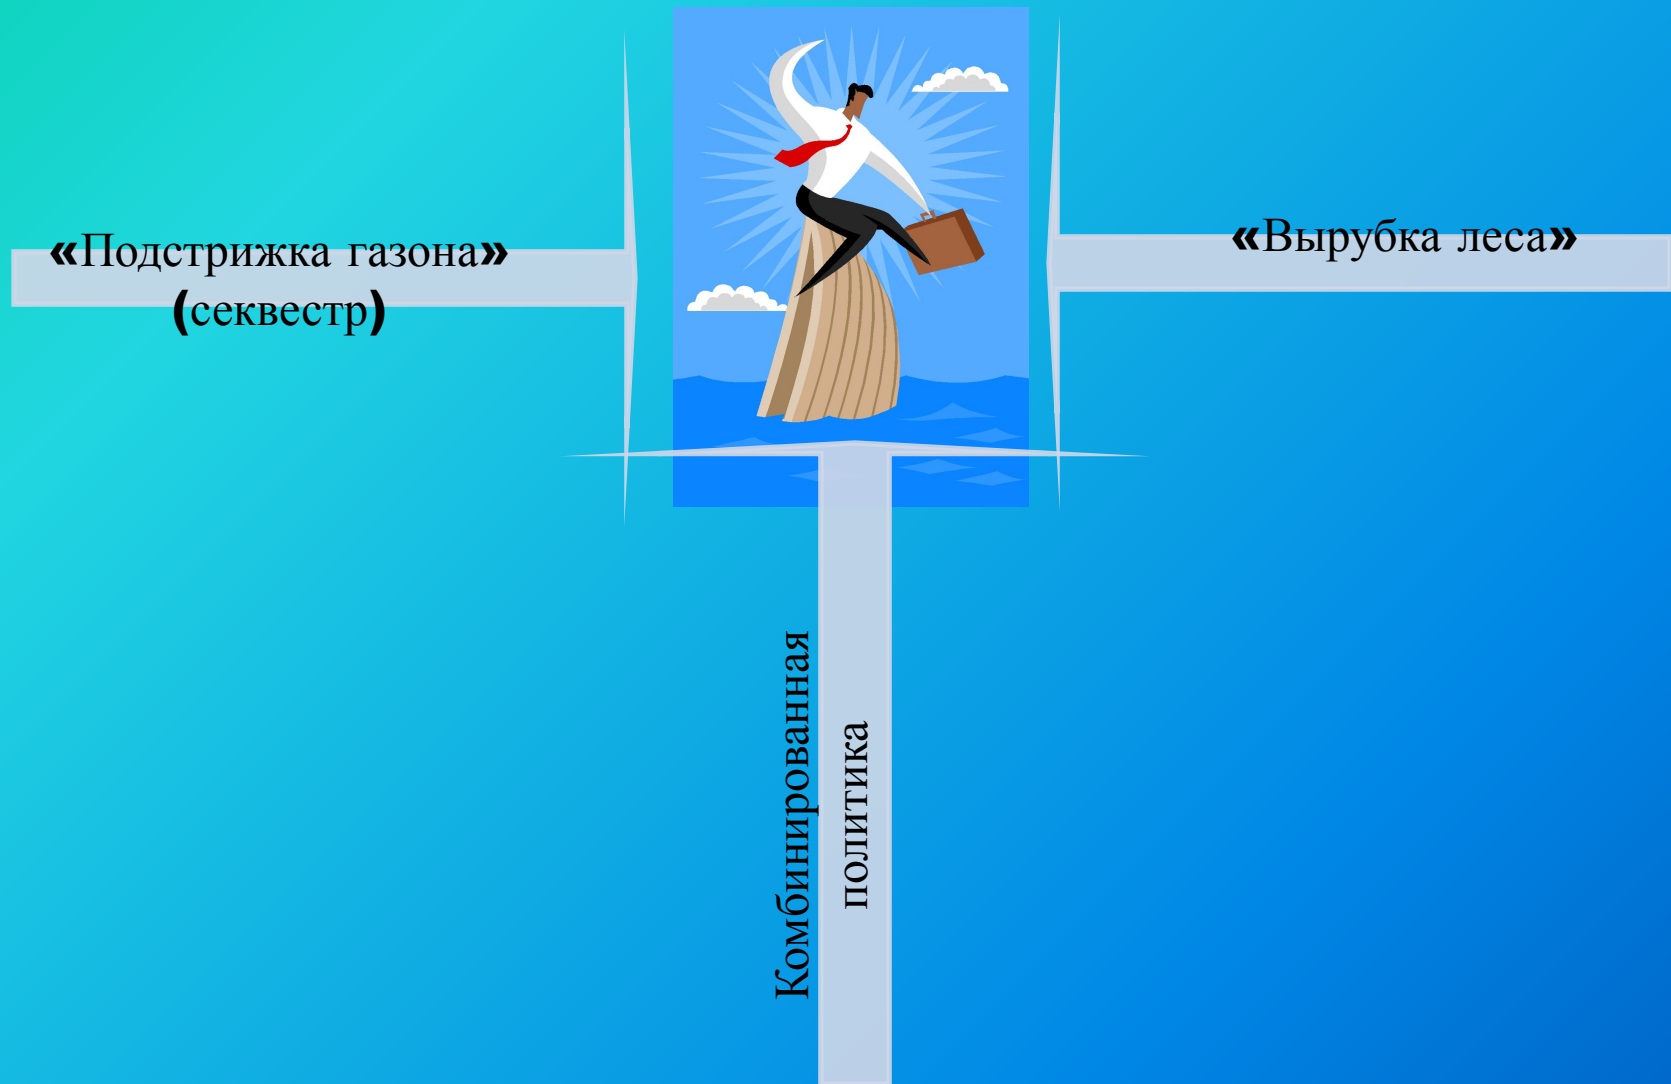 «Подстрижка газона»
(секвестр)
«Вырубка леса»
Комбинированная
политика